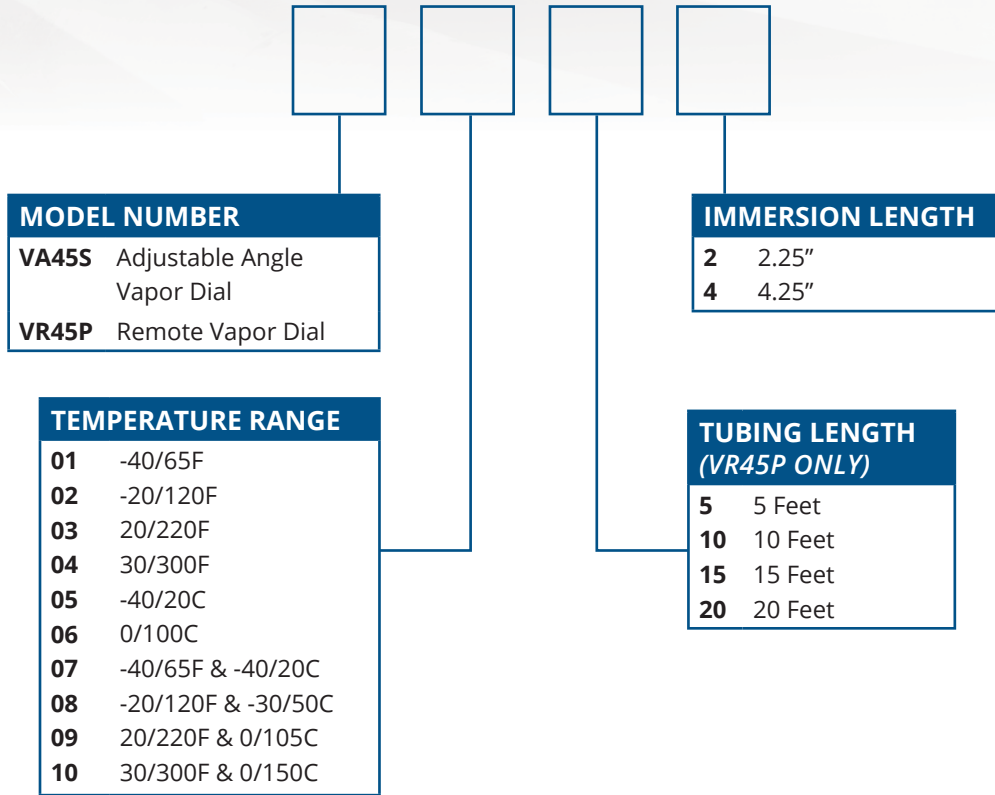 MODEL NUMBER
VA45S Adjustable Angle
Vapor Dial
VR45P Remote Vapor Dial
IMMERSION LENGTH
2 2.25”
4 4.25”
TEMPERATURE RANGE
01 -40/65F
02 -20/120F
03 20/220F
04 30/300F
05 -40/20C
06 0/100C
07 -40/65F & -40/20C
08 -20/120F & -30/50C
09 20/220F & 0/105C
10 30/300F & 0/150C
TUBING LENGTH
(VR45P ONLY)
5 5 Feet
10 10 Feet
15 15 Feet
20 20 Feet